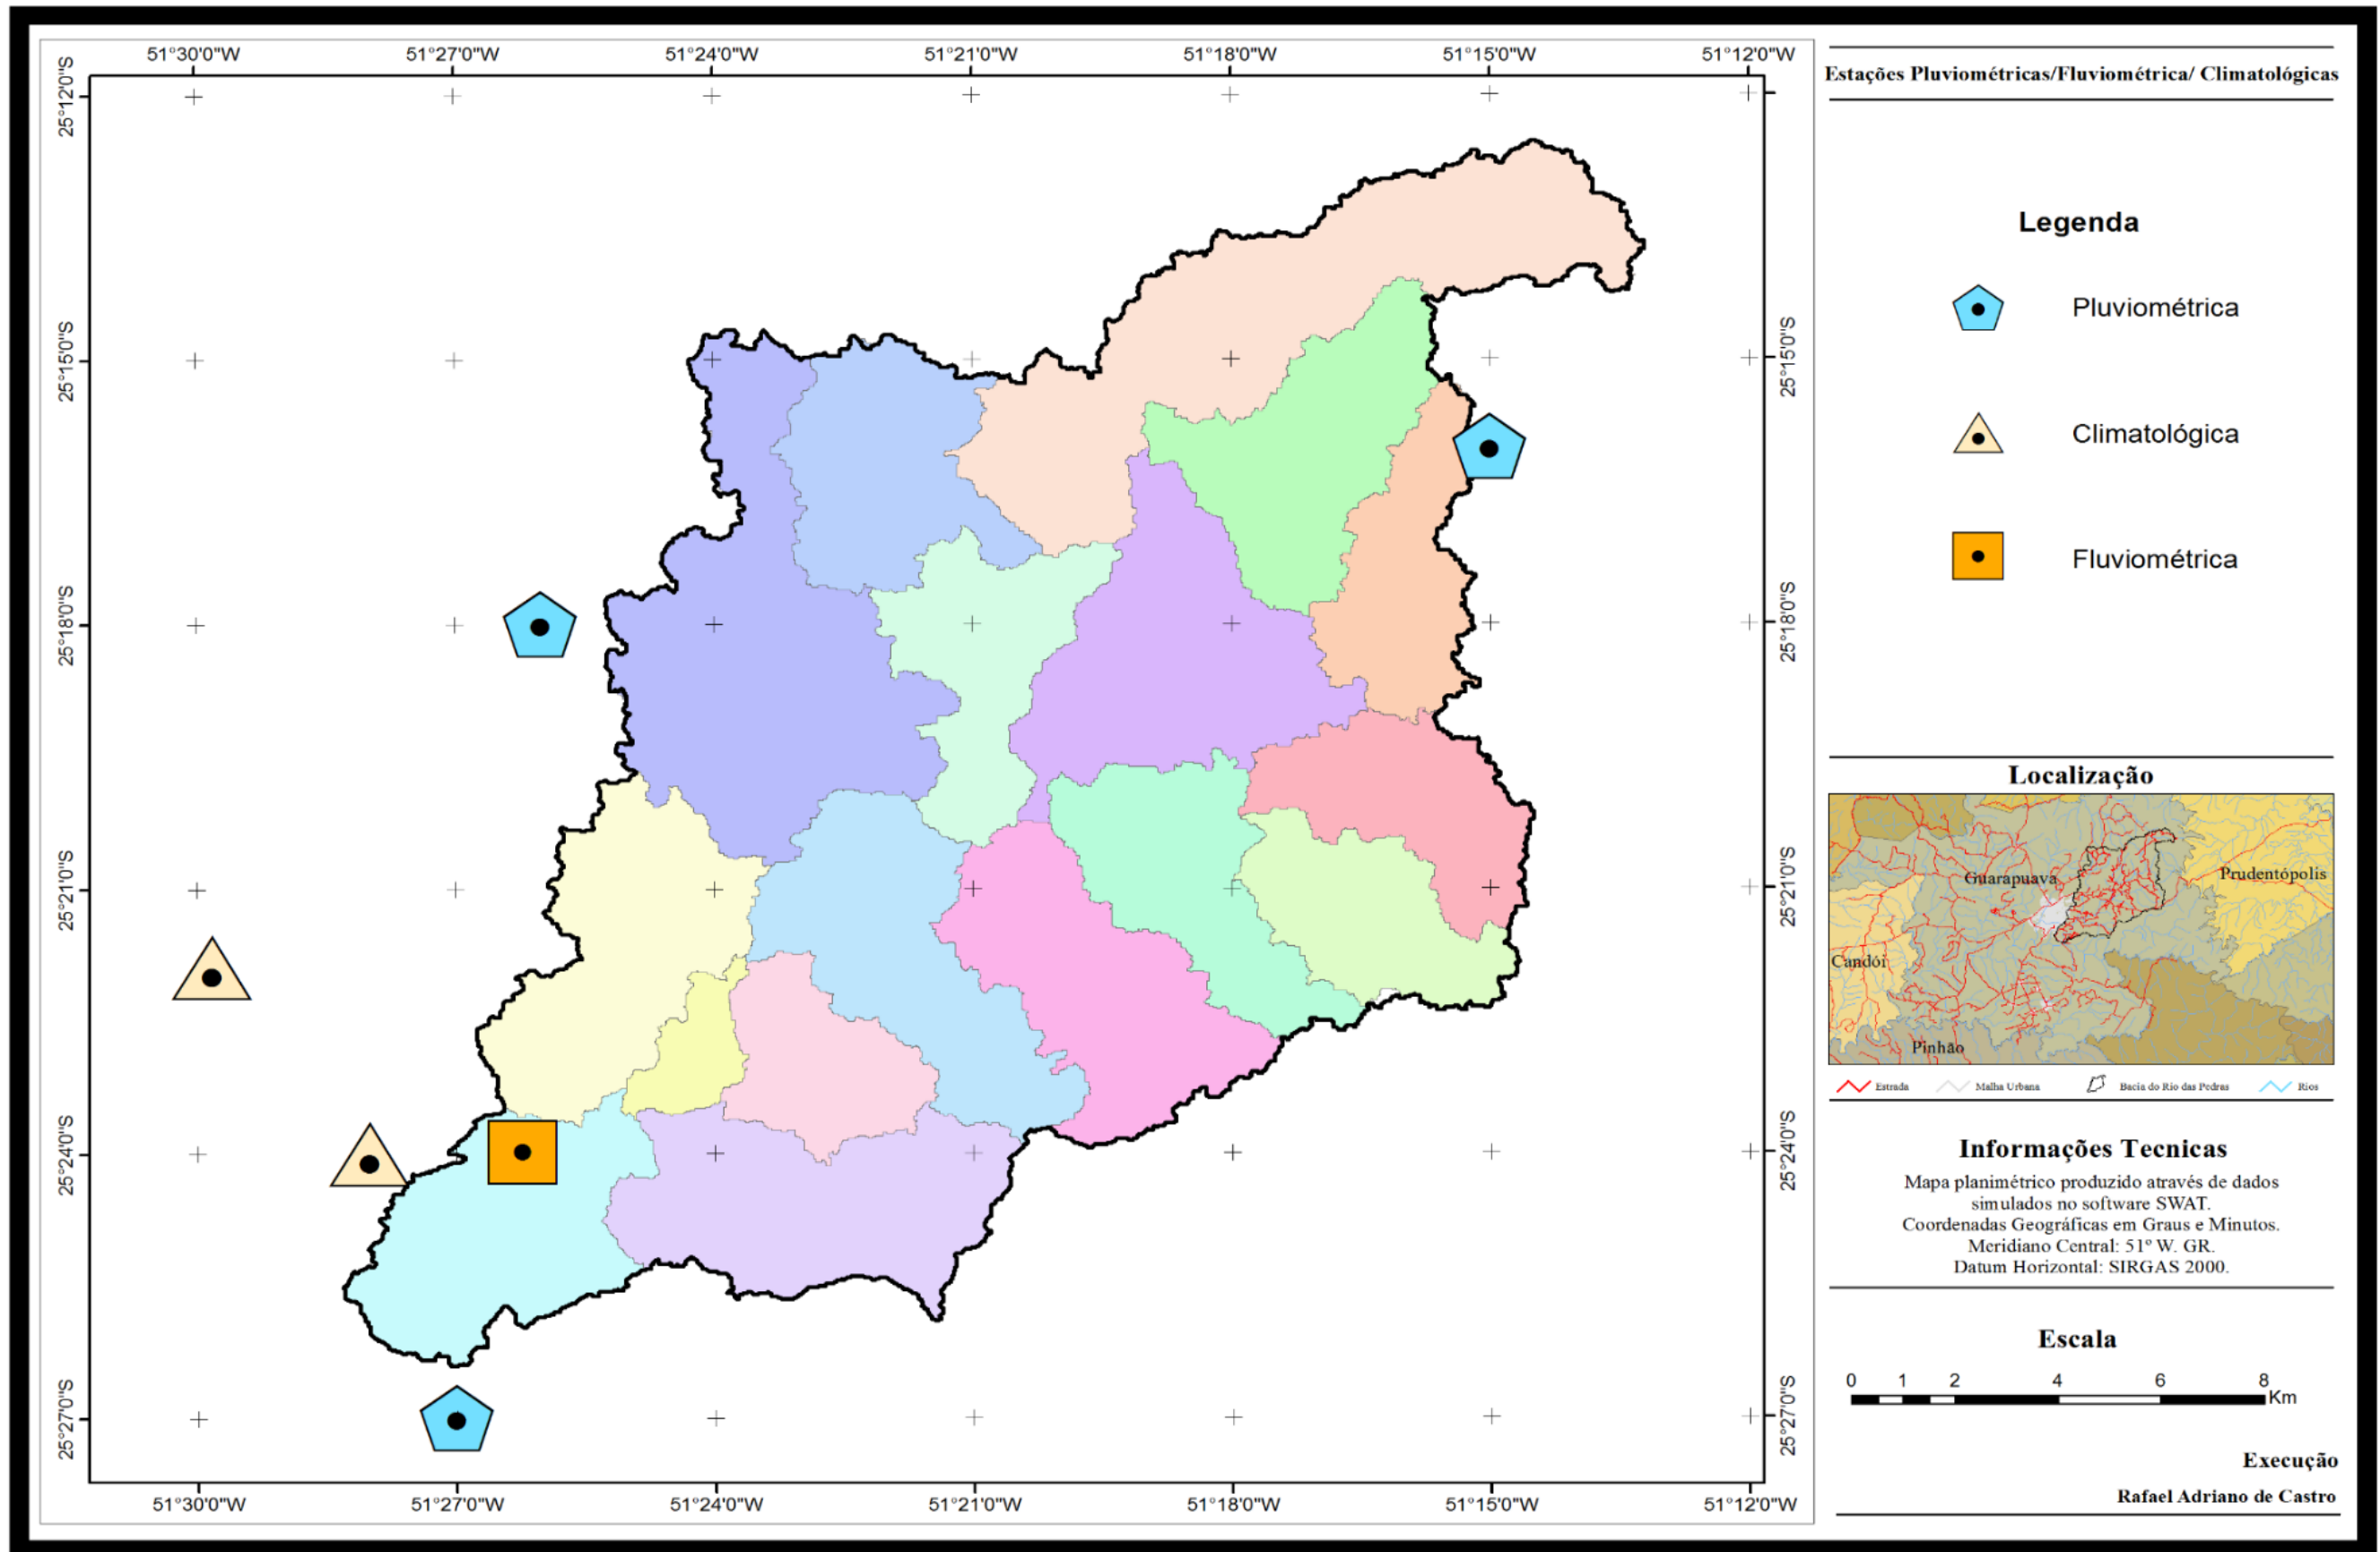 51°30'0"W 51°27'0"W 51°24'0"W 51°21'0"W 51°18'0"W 51°15'0"W 51°12'0"W
25°12'0"S
25°15'0"S
25°18'0"S
25°21'0"S
25°24'0"S
25°27'0"S
25°15'0"S
25°18'0"S
25°21'0"S
25°24'0"S
25°27'0"S
51°30'0"W 51°27'0"W 51°24'0"W 51°21'0"W 51°18'0"W 51°15'0"W 51°12'0"W
Estações Pluviométricas/Fluviométrica/ Climatológicas
Legenda
Pluviométrica
Climatológica
Fluviométrica
Localização
Guarapuava
Prudentópolis
Candói
Pinhão
Estrada Malha Urbana Bacia do Rio das Pedras Rios
Informações Tecnicas
Mapa planimétrico produzido através de dados
simulados no software SWAT.
Coordenadas Geográficas em Graus e Minutos.
Meridiano Central: 51º W. GR.
Datum Horizontal: SIRGAS 2000.
Escala
0 1 2 4 6 8
Km
Execução
Rafael Adriano de Castro